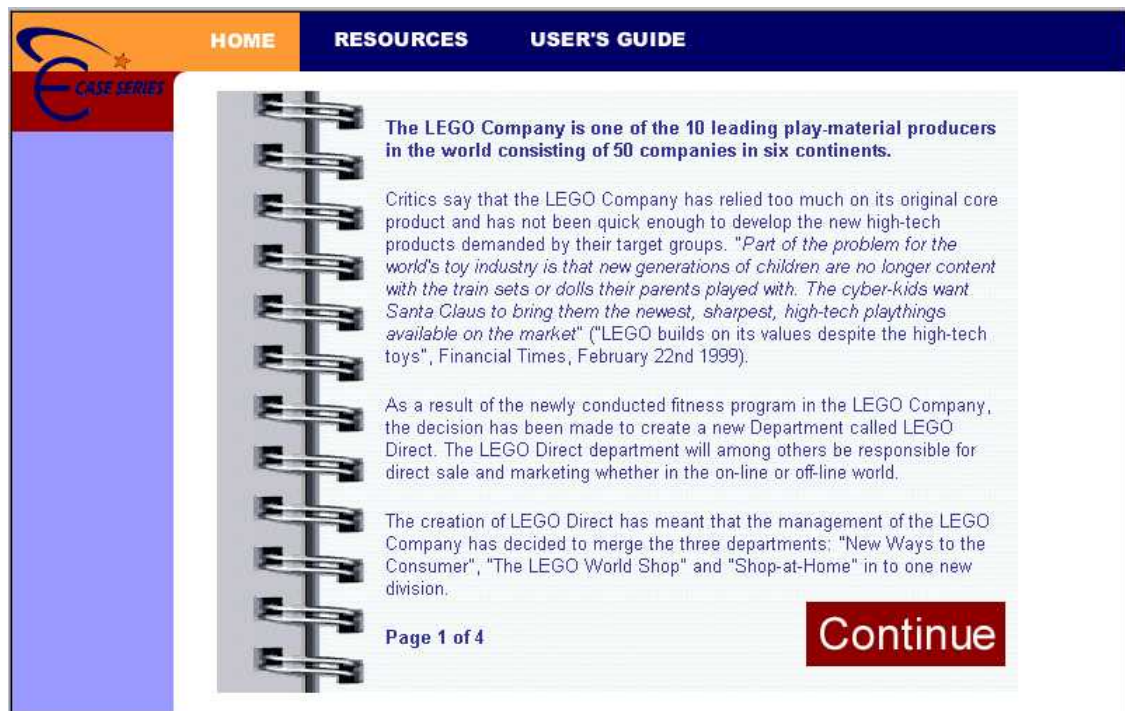 HOME RESOURCES USER'S GUIDE
CASE SERIES
The LEGO Company is one of the 10 leading play-material producers
in the world consisting of 50 companies in six continents.
Critics say that the LEGO Company has relied too much on its original core
product and has not been quick enough to develop the new high-tech
products demanded by their target groups. "Part of the problem for the
world's toy industry is that new generations of children are no longer content
with the train sets or dolls their parents played with. The cyber-kids want
Santa Claus to bring them the newest, sharpest, high-tech playthings
available on the market" ("LEGO builds on its values despite the high-tech
toys", Financial Times, February 22nd 1999).
As a result of the newly conducted fitness program in the LEGO Company,
the decision has been made to create a new Department called LEGO
Direct. The LEGO Direct department will among others be responsible for
direct sale and marketing whether in the on-line or off-line world.
The creation of LEGO Direct has meant that the management of the LEGO
Company has decided to merge the three departments: "New Ways to the
Consumer", "The LEGO World Shop" and "Shop-at-Home" in to one new
division.
Page 1 of 4
Continue